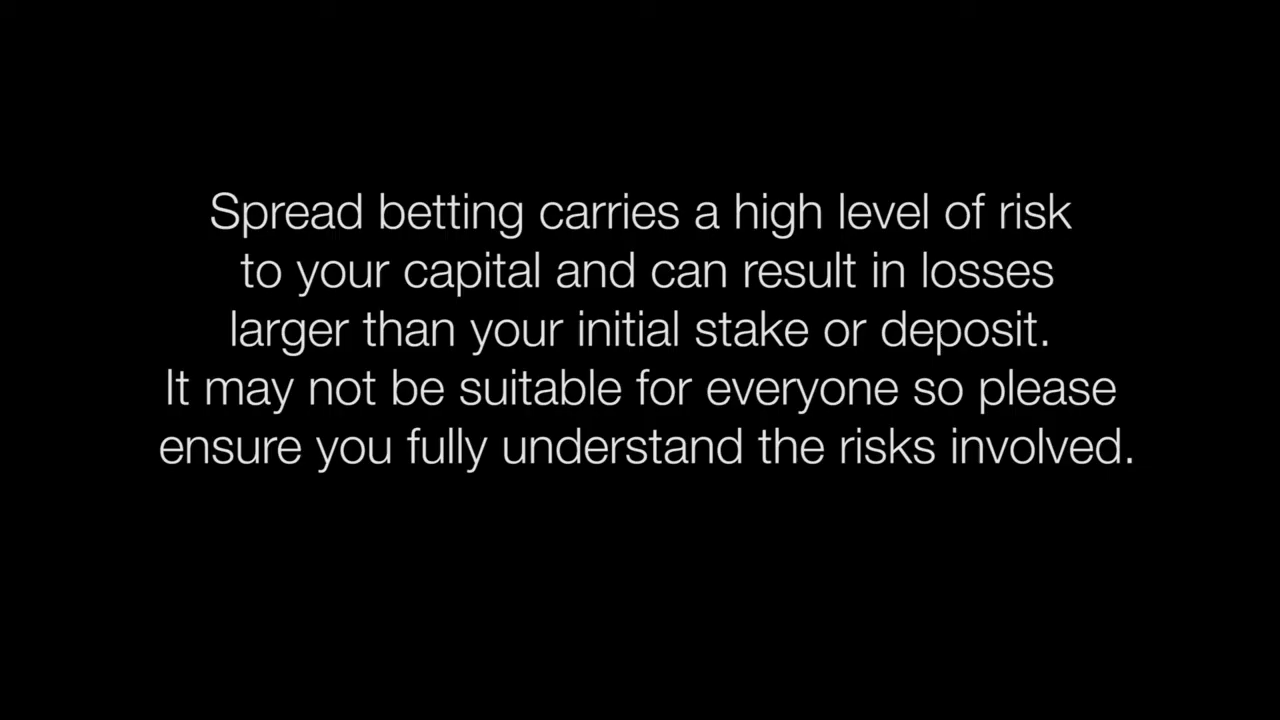 Spread betting carries a high level of risk
to your capital and can result in losses
larger than your initial stake or deposit.
It may not be suitable for everyone so please
ensure you fully understand the risks involved.